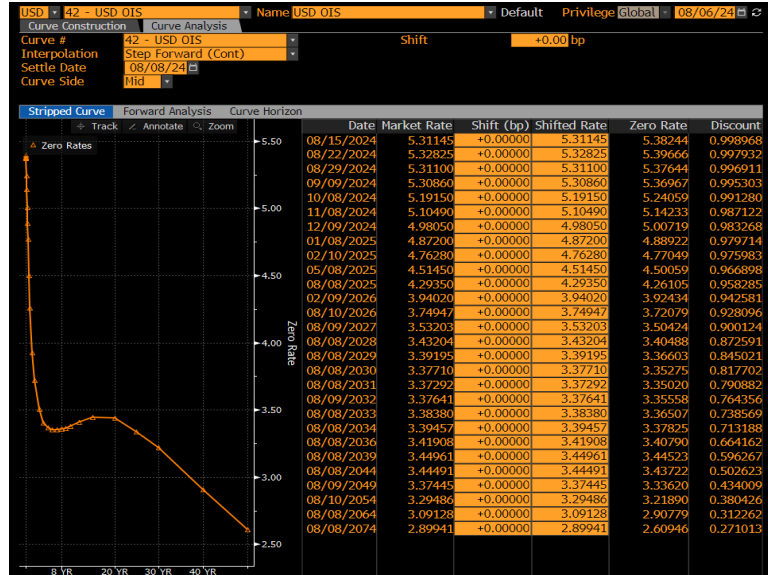 USD 42 - USD OIS Name USD OIS Default Privilege Global 08/06/24
Curve Construction Curve Analysis
Curve # 42 - USD OIS Shift +0.00 bp
Interpolation Step Forward (Cont)
Settle Date 08/08/24
Curve Side Mid
Stripped Curve Forward Analysis Curve Horizon
Track Annotate Zoom
Zero Rates
5.50
5.00
4.50
4.00
3.50
3.00
2.50
Zero Rate
8 YR 20 YR 30 YR 40 YR
Date Market Rate Shift (bp) Shifted Rate Zero Rate Discount
08/15/2024 5.31145 +0.00000 5.31145 5.38244 0.998968
08/22/2024 5.32825 +0.00000 5.32825 5.39666 0.997932
08/29/2024 5.31100 +0.00000 5.31100 5.37644 0.996911
09/09/2024 5.30860 +0.00000 5.30860 5.36967 0.995303
10/08/2024 5.19150 +0.00000 5.19150 5.24059 0.991280
11/08/2024 5.10490 +0.00000 5.10490 5.14233 0.987122
12/09/2024 4.98050 +0.00000 4.98050 5.00719 0.983268
01/08/2025 4.87200 +0.00000 4.87200 4.88922 0.979714
02/10/2025 4.76280 +0.00000 4.76280 4.77049 0.975983
05/08/2025 4.51450 +0.00000 4.51450 4.50059 0.966898
08/08/2025 4.29350 +0.00000 4.29350 4.26105 0.958285
02/09/2026 3.94020 +0.00000 3.94020 3.92434 0.942581
08/10/2026 3.74947 +0.00000 3.74947 3.72079 0.928096
08/09/2027 3.53203 +0.00000 3.53203 3.50424 0.900124
08/08/2028 3.43204 +0.00000 3.43204 3.40488 0.872591
08/08/2029 3.39195 +0.00000 3.39195 3.36603 0.845021
08/08/2030 3.37710 +0.00000 3.37710 3.35275 0.817702
08/08/2031 3.37292 +0.00000 3.37292 3.35020 0.790882
08/09/2032 3.37641 +0.00000 3.37641 3.35558 0.764356
08/08/2033 3.38380 +0.00000 3.38380 3.36507 0.738569
08/08/2034 3.39457 +0.00000 3.39457 3.37825 0.713188
08/08/2036 3.41908 +0.00000 3.41908 3.40790 0.664162
08/08/2039 3.44961 +0.00000 3.44961 3.44523 0.596267
08/08/2044 3.44491 +0.00000 3.44491 3.43722 0.502623
08/09/2049 3.37445 +0.00000 3.37445 3.33620 0.434009
08/10/2054 3.29486 +0.00000 3.29486 3.21890 0.380426
08/08/2064 3.09128 +0.00000 3.09128 2.90779 0.312262
08/08/2074 2.89941 +0.00000 2.89941 2.60946 0.271013